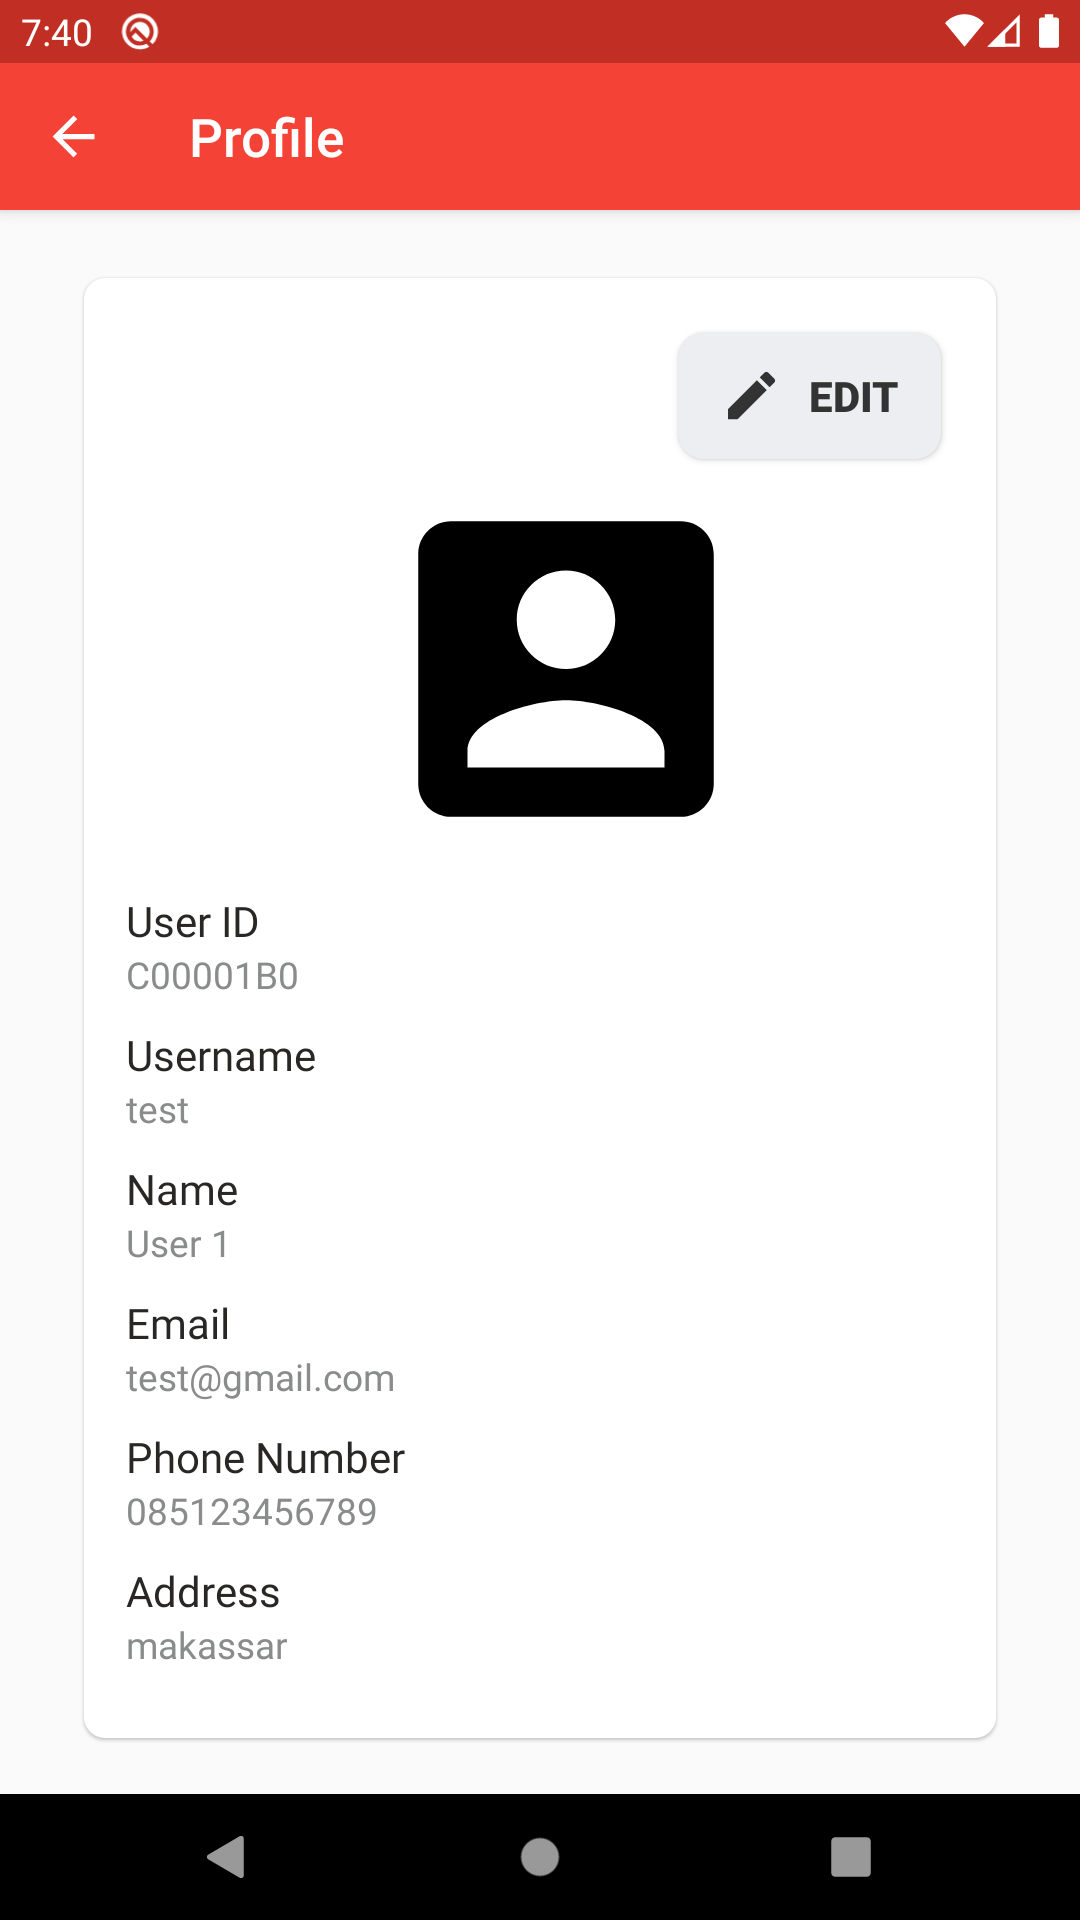 7:40
Profile
EDIT
User ID
C00001B0
Username
test
Name
User 1
Email
test@gmail.com
Phone Number
085123456789
Address
makassar